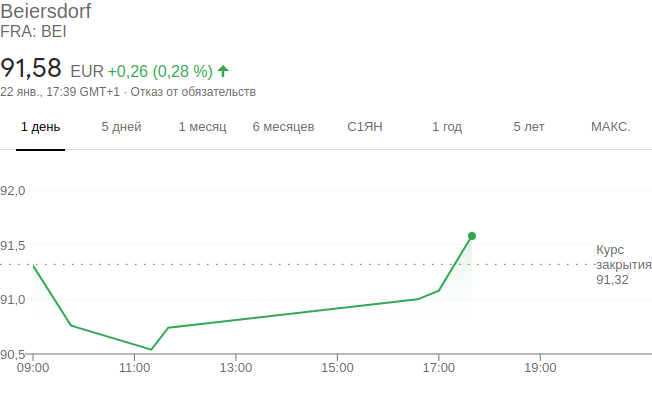 Beiersdorf
FRA: BEI
91,58 EUR +0,26 (0,28 %)
22 янв., 17:39 GMT+1 · Отказ от обязательств
1 день 5 дней 1 месяц 6 месяцев С1ЯН 1 год 5 лет МАКС.
92,0
91,5
Курс
закрытия
91,32
91,0
90,5
09:00 11:00 13:00 15:00 17:00 19:00